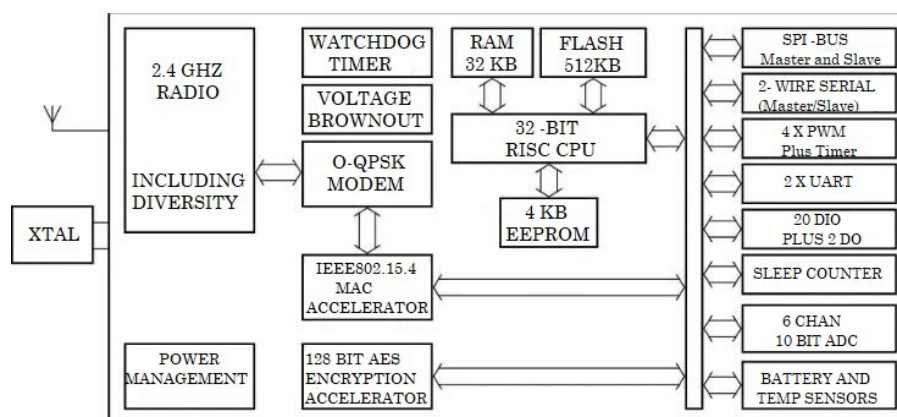 2.4 GHZ
RADIO
INCLUDING
DIVERSITY
XTAL
POWER
MANAGEMENT
WATCHDOG
TIMER
VOLTAGE
BROWNOUT
O-QPSK
MODEM
IEEE802.15.4
MAC
ACCELERATOR
128 BIT AES
ENCRYPTION
ACCELERATOR
RAM
32 KB
FLASH
512KB
32 -BIT
RISC CPU
4 KB
EEPROM
SPI -BUS
Master and Slave
2- WIRE SERIAL
(Master/Slave)
4 X PWM
Plus Timer
2 X UART
20 DIO
PLUS 2 DO
SLEEP COUNTER
6 CHAN
10 BIT ADC
BATTERY AND
TEMP SENSORS